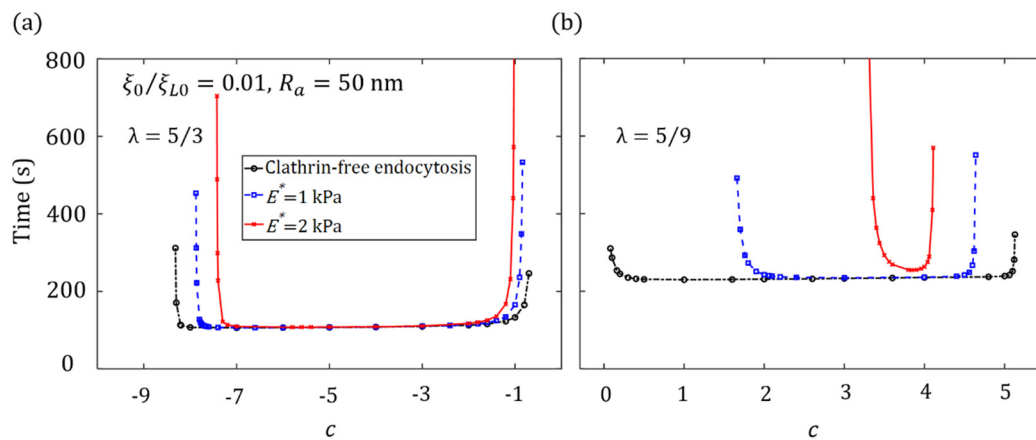 (a)
(b)
800
600
400
200
0
Time (s)
ξ0/ξL0 = 0.01, Ra = 50 nm
λ = 5/3
Clathrin-free endocytosis
E*=1 kPa
E*=2 kPa
-9 -7 -5 -3 -1
c
λ = 5/9
0 1 2 3 4 5
c